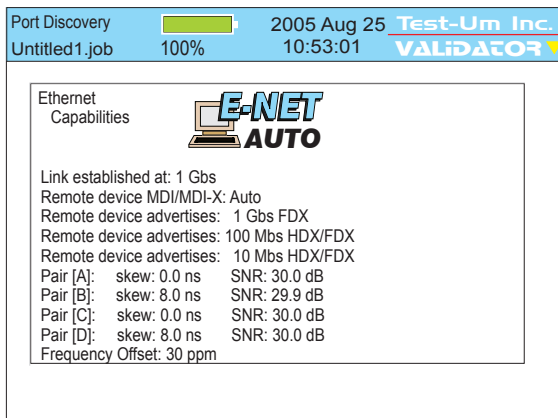 Port Discovery 2005 Aug 25 Test-Um Inc.
Untitled1.job 100% 10:53:01 VALiDATOR
Ethernet
Capabilities
E-NET
AUTO
Link established at: 1 Gbs
Remote device MDI/MDI-X: Auto
Remote device advertises: 1 Gbs FDX
Remote device advertises: 100 Mbs HDX/FDX
Remote device advertises: 10 Mbs HDX/FDX
Pair [A]: skew: 0.0 ns SNR: 30.0 dB
Pair [B]: skew: 8.0 ns SNR: 29.9 dB
Pair [C]: skew: 0.0 ns SNR: 30.0 dB
Pair [D]: skew: 8.0 ns SNR: 30.0 dB
Frequency Offset: 30 ppm